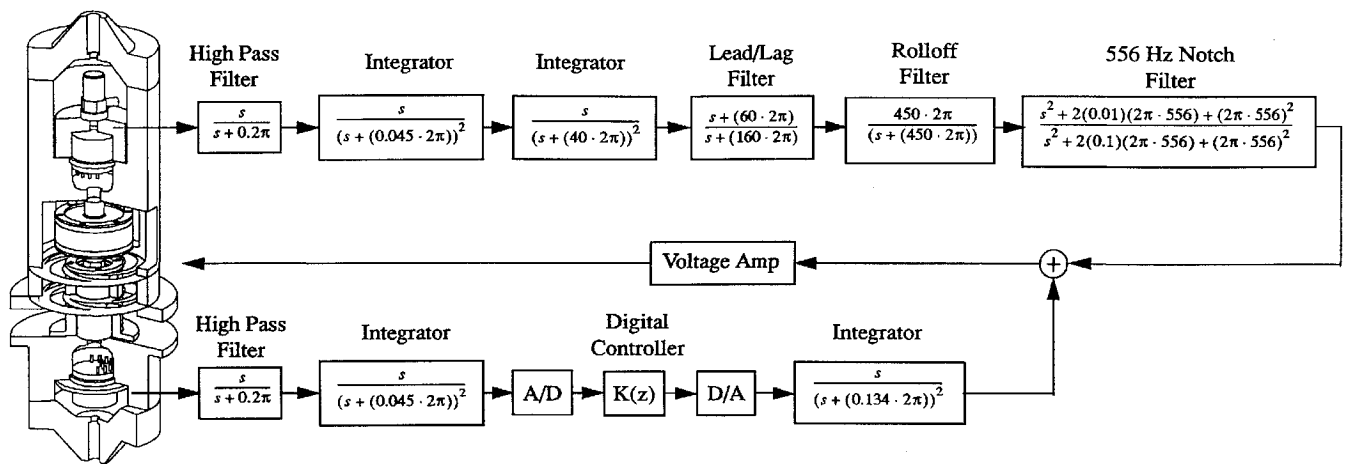 High Pass
Filter
s
s + 0.2π
Integrator
s
(s + (0.045 · 2π))²
Integrator
s
(s + (40 · 2π))²
Lead/Lag
Filter
s + (60 · 2π)
s + (160 · 2π)
Rolloff
Filter
450 · 2π
(s + (450 · 2π))
556 Hz Notch
Filter
s² + 2(0.01)(2π · 556) + (2π · 556)²
s² + 2(0.1)(2π · 556) + (2π · 556)²
Voltage Amp
+
High Pass
Filter
s
s + 0.2π
Integrator
s
(s + (0.045 · 2π))²
A/D
Digital
Controller
K(z)
D/A
Integrator
s
(s + (0.134 · 2π))²